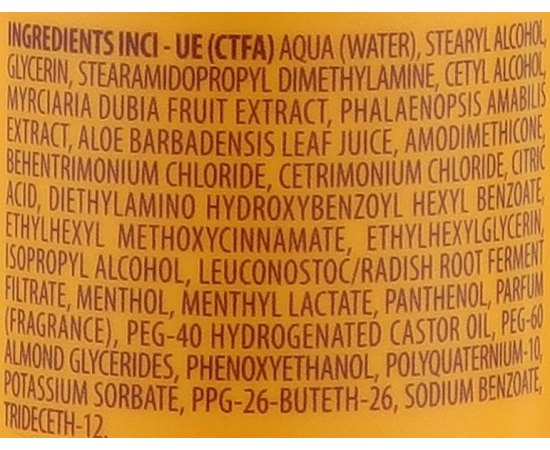 INGREDIENTS INCI - UE (CTFA) AQUA (WATER), STEARYL ALCOHOL,
GLYCERIN, STEARAMIDOPROPYL DIMETHYLAMINE, CETYL ALCOHOL,
MYRCIARIA DUBIA FRUIT EXTRACT, PHALAENOPSIS AMABILIS
EXTRACT, ALOE BARBADENSIS LEAF JUICE, AMODIMETHICONE,
BEHENTRIMONIUM CHLORIDE, CETRIMONIUM CHLORIDE, CITRIC
ACID, DIETHYLAMINO HYDROXYBENZOYL HEXYL BENZOATE,
ETHYLHEXYL METHOXYCINNAMATE, ETHYLHEXYLGLYCERIN,
ISOPROPYL ALCOHOL, LEUCONOSTOC/RADISH ROOT FERMENT
FILTRATE, MENTHOL, MENTHYL LACTATE, PANTHENOL, PARFUM
(FRAGRANCE), PEG-40 HYDROGENATED CASTOR OIL, PEG-60
ALMOND GLYCERIDES, PHENOXYETHANOL, POLYQUATERNIUM-10,
POTASSIUM SORBATE, PPG-26-BUTETH-26, SODIUM BENZOATE,
TRIDECETH-12.